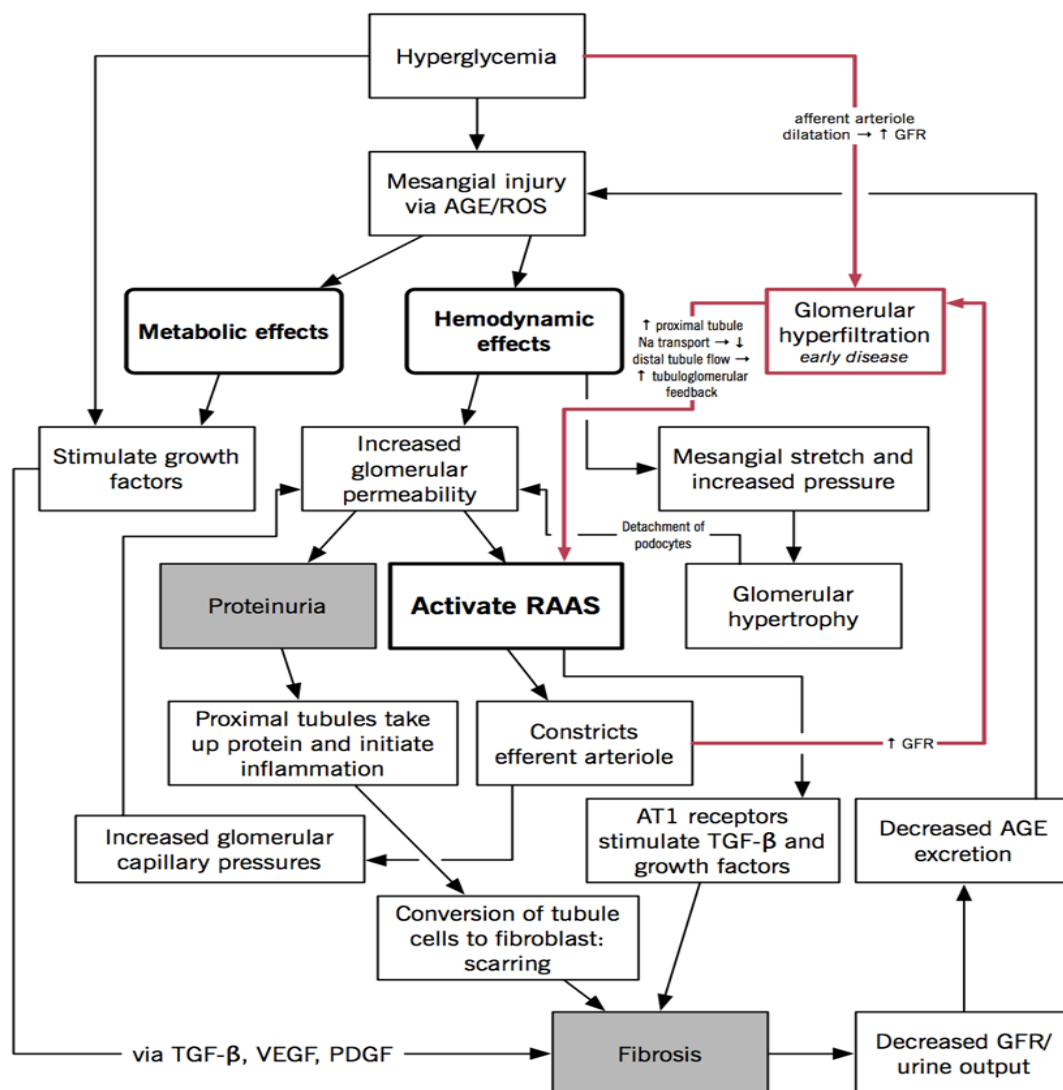 Hyperglycemia
afferent arteriole
dilatation → ↑ GFR
Mesangial injury
via AGE/ROS
Metabolic effects
Hemodynamic
effects
↑ proximal tubule
Na transport → ↓
distal tubule flow →
↑ tubuloglomerular
feedback
Glomerular
hyperfiltration
early disease
Stimulate growth
factors
Increased
glomerular
permeability
Mesangial stretch and
increased pressure
Detachment of
podocytes
Proteinuria
Activate RAAS
Glomerular
hypertrophy
Proximal tubules take
up protein and initiate
inflammation
Constricts
efferent arteriole
↑ GFR
Increased glomerular
capillary pressures
AT1 receptors
stimulate TGF-β and
growth factors
Decreased AGE
excretion
Conversion of tubule
cells to fibroblast:
scarring
via TGF-β, VEGF, PDGF
Fibrosis
Decreased GFR/
urine output